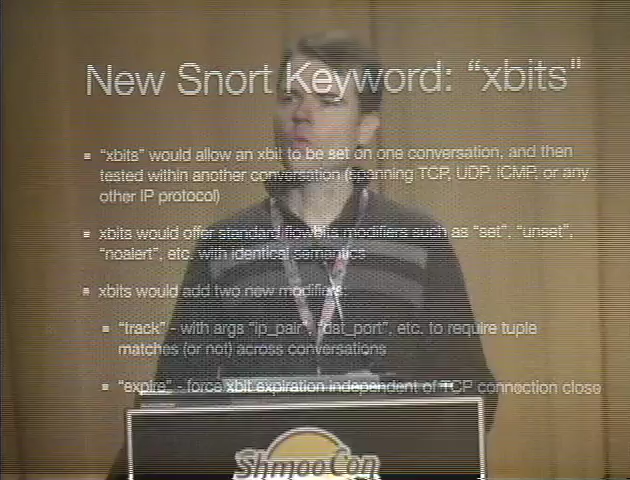 New Snort Keyword: "xbits"
"xbits" would allow an xbit to be set on one conversation, and then
tested within another conversation (spanning TCP, UDP, ICMP, or any
other IP protocol)
xbits would offer standard flowbits modifiers such as "set", "unset",
"noalert", etc. with identical semantics
xbits would add two new modifiers:
"track" - with args "ip_pair", "dst_port", etc. to require tuple
matches (or not) across conversations
"expire" - force xbit expiration independent of TCP connection close
ShmooCon